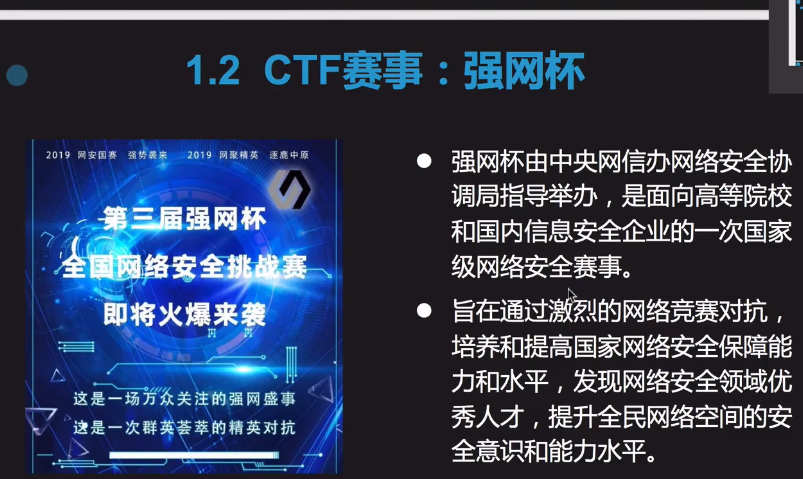 1.2 CTF赛事：强网杯
2019 网安国赛 强势袭来 2019 网聚精英 逐鹿中原
第三届强网杯
全国网络安全挑战赛
即将火爆来袭
这是一场万众关注的强网盛事
这是一次群英荟萃的精英对抗
● 强网杯由中央网信办网络安全协
调局指导举办，是面向高等院校
和国内信息安全企业的一次国家
级网络安全赛事。
● 旨在通过激烈的网络竞赛对抗，
培养和提高国家网络安全保障能
力和水平，发现网络安全领域优
秀人才，提升全民网络空间的安
全意识和能力水平。